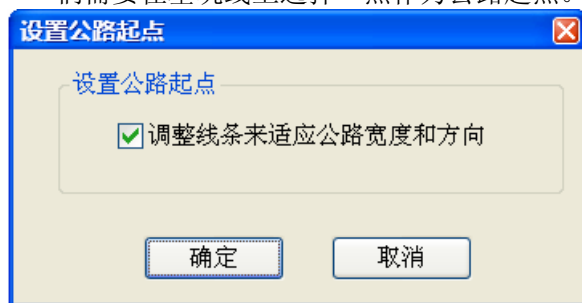 设置公路起点
设置公路起点
调整线条来适应公路宽度和方向
确定
取消